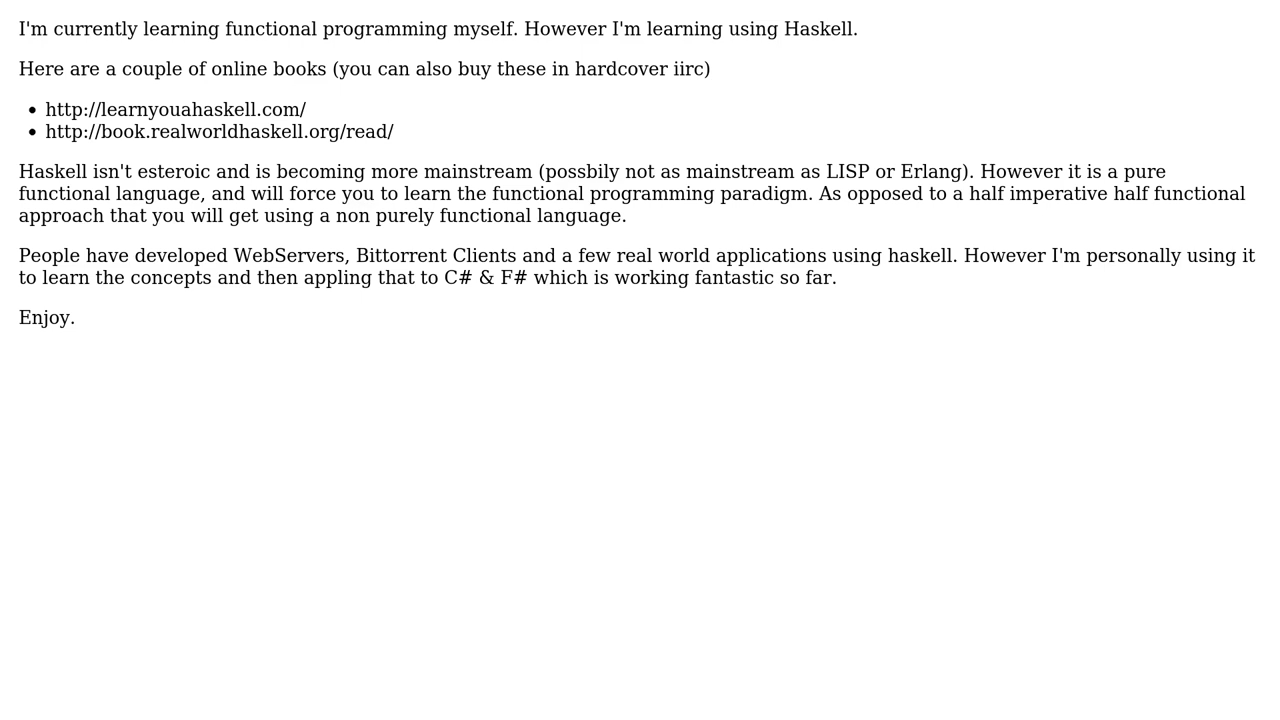 I'm currently learning functional programming myself. However I'm learning using Haskell.
Here are a couple of online books (you can also buy these in hardcover iirc)
• http://learnyouahaskell.com/
• http://book.realworldhaskell.org/read/
Haskell isn't esteroic and is becoming more mainstream (possbily not as mainstream as LISP or Erlang). However it is a pure
functional language, and will force you to learn the functional programming paradigm. As opposed to a half imperative half functional
approach that you will get using a non purely functional language.
People have developed WebServers, Bittorrent Clients and a few real world applications using haskell. However I'm personally using it
to learn the concepts and then appling that to C# & F# which is working fantastic so far.
Enjoy.